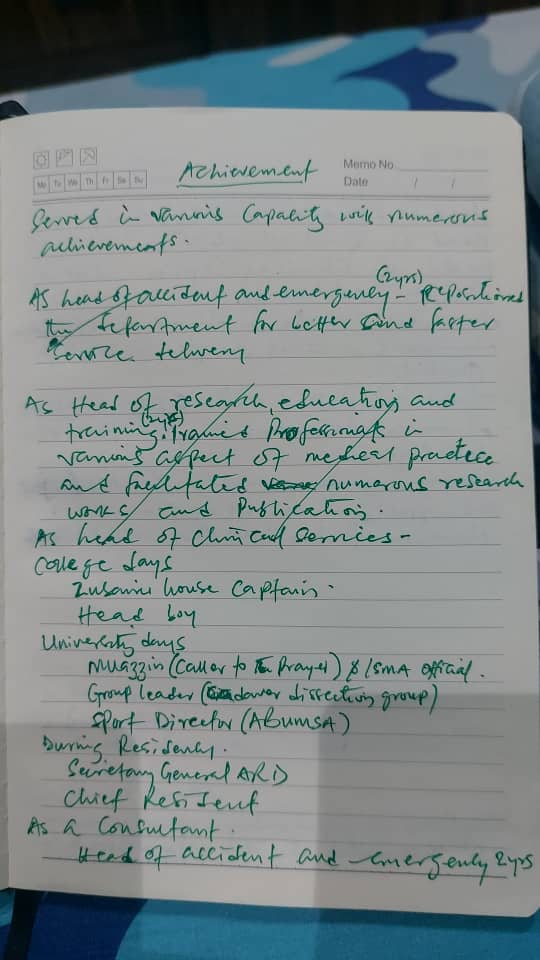 Achievement
Memo No.
Mo Tu We Th Fr Sa Su
Date / /
Served in various Capacity with numerous
achievements.
(2yrs)
As head of accident and emergency - Repositioned
the department for better and faster
service delivery
As Head of research, education and
(2yrs)
training. Trained Professionals in
various aspect of medical practice
and facilitated numerous research
works and Publication.
As head of Clinical Services -
College days
Zusami house Captain.
Head boy
University days
Muazzin (Caller to the Prayer) $ ISMA official.
Group leader (Cadaver dissection group)
Sport Director (ABUMSA)
During Residency.
Secretary General ARD
Chief Resident
As a Consultant.
Head of accident and emergency 2yrs